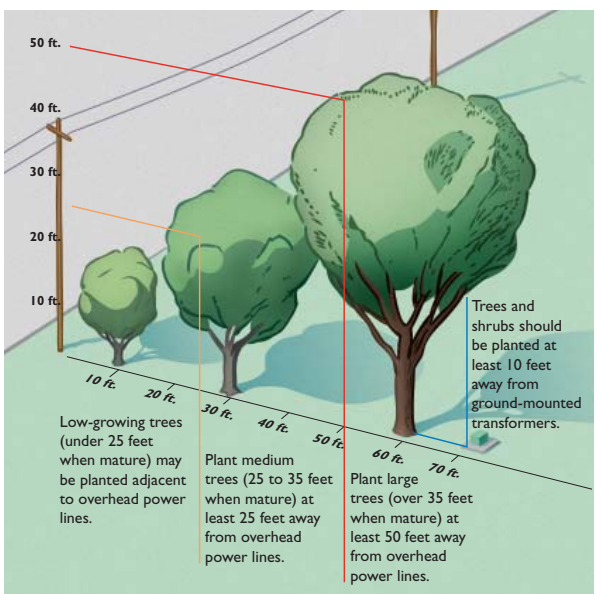 50 ft.
40 ft.
30 ft.
20 ft.
10 ft.
10 ft.
20 ft.
30 ft.
40 ft.
50 ft.
60 ft.
70 ft.
Low-growing trees
(under 25 feet
when mature) may
be planted adjacent
to overhead power
lines.
Plant medium
trees (25 to 35 feet
when mature) at
least 25 feet away
from overhead
power lines.
Plant large
trees (over 35 feet
when mature) at
least 50 feet away
from overhead
power lines.
Trees and
shrubs should
be planted at
least 10 feet
away from
ground-mounted
transformers.